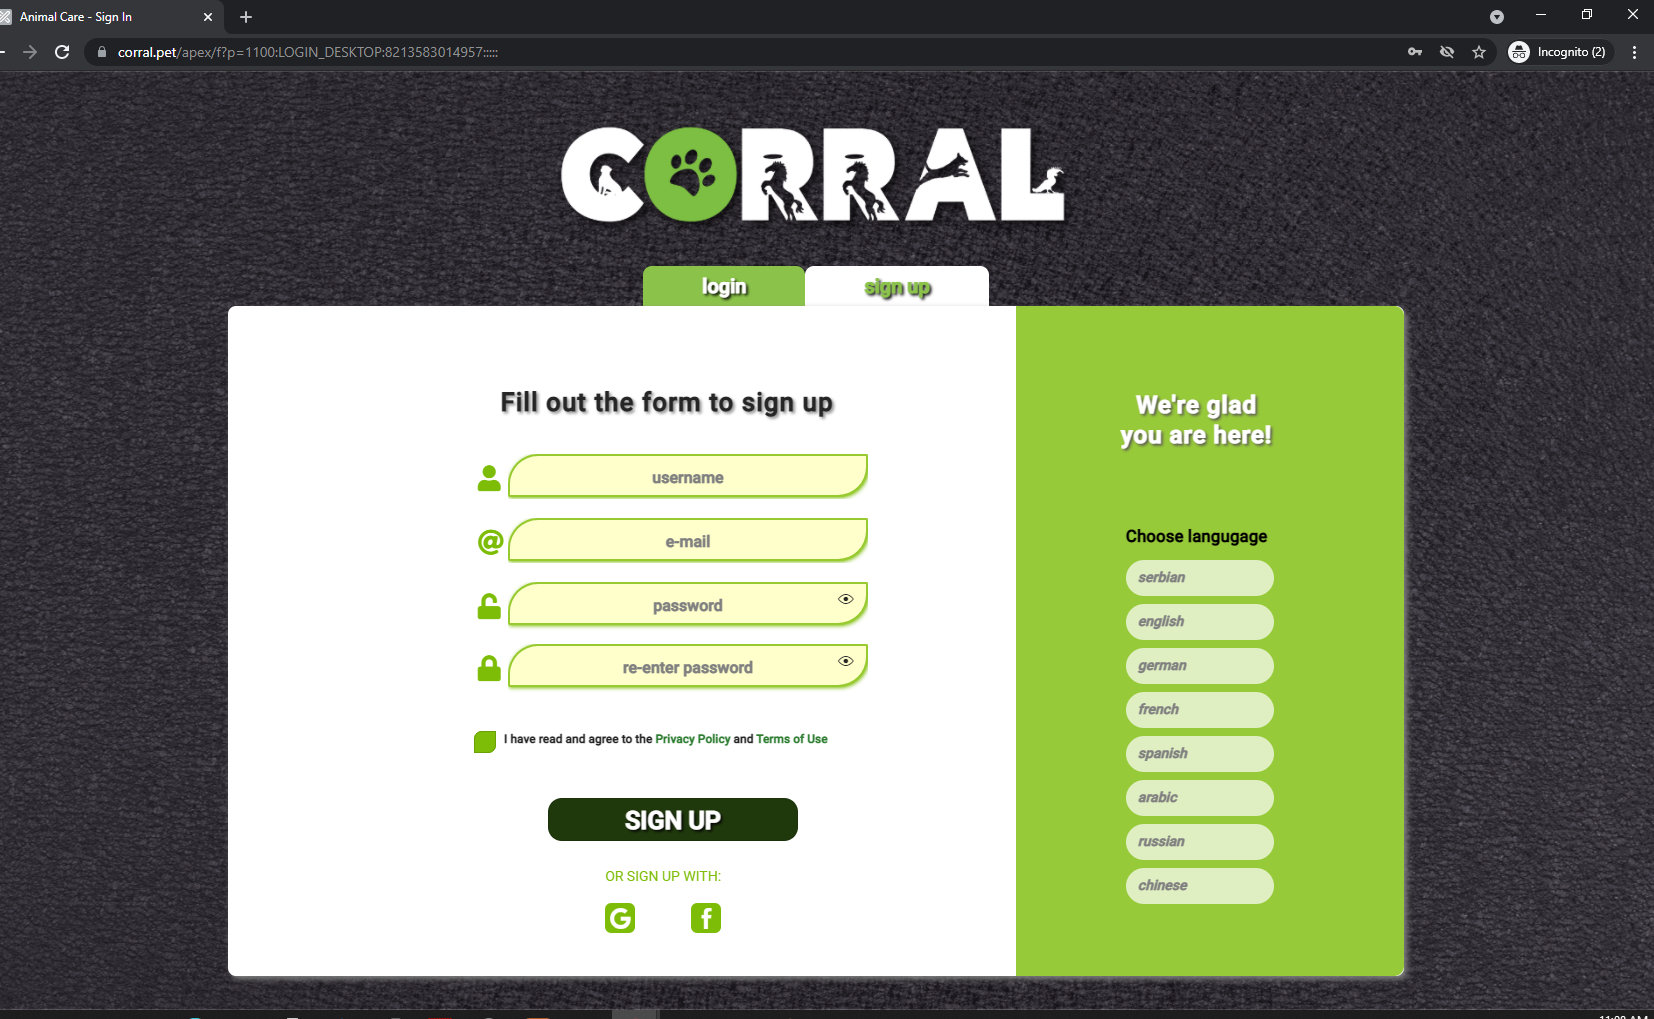 Animal Care - Sign In
corral.pet/apex/f?p=1100:LOGIN_DESKTOP:8213583014957:::::
Incognito (2)
CORRAL
login
sign up
Fill out the form to sign up
username
e-mail
password
re-enter password
I have read and agree to the Privacy Policy and Terms of Use
SIGN UP
OR SIGN UP WITH:
We're glad
you are here!
Choose langugage
serbian
english
german
french
spanish
arabic
russian
chinese